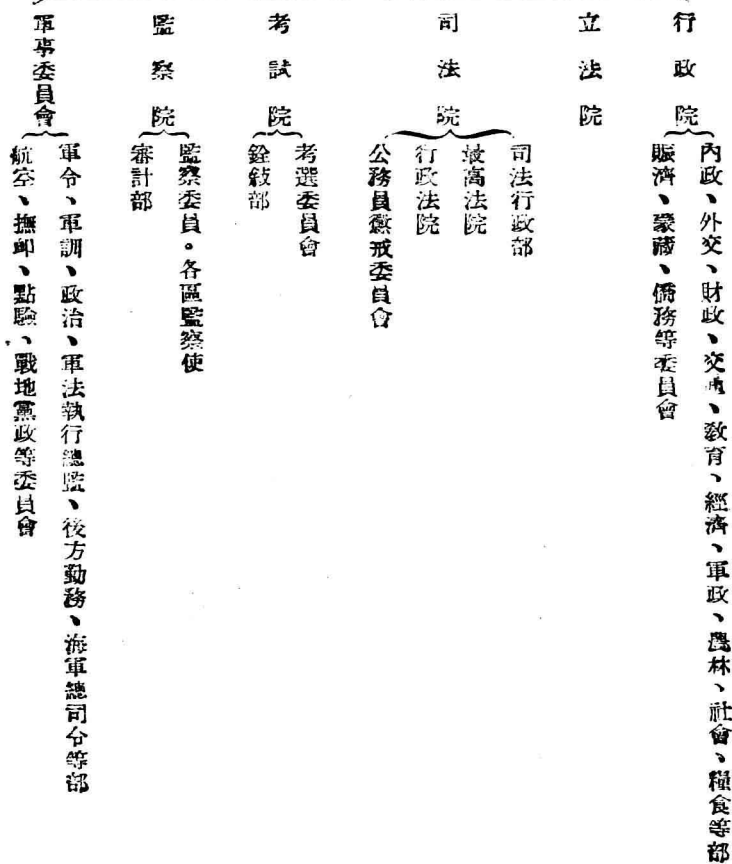 行政院
內政、外交、財政、交通、敎育、經濟、軍政、農林、社會、糧食等部
賑濟、蒙藏、僑務等委員會
立法院
司法院
司法行政部
最高法院
行政法院
公務員懲戒委員會
考試院
考選委員會
銓敍部
監察院
監察委員。各區監察使
審計部
軍事委員會
軍令、軍訓、政治、軍法執行總監、後方勤務、海軍總司令等部
航空、撫卹、點驗、戰地黨政等委員會